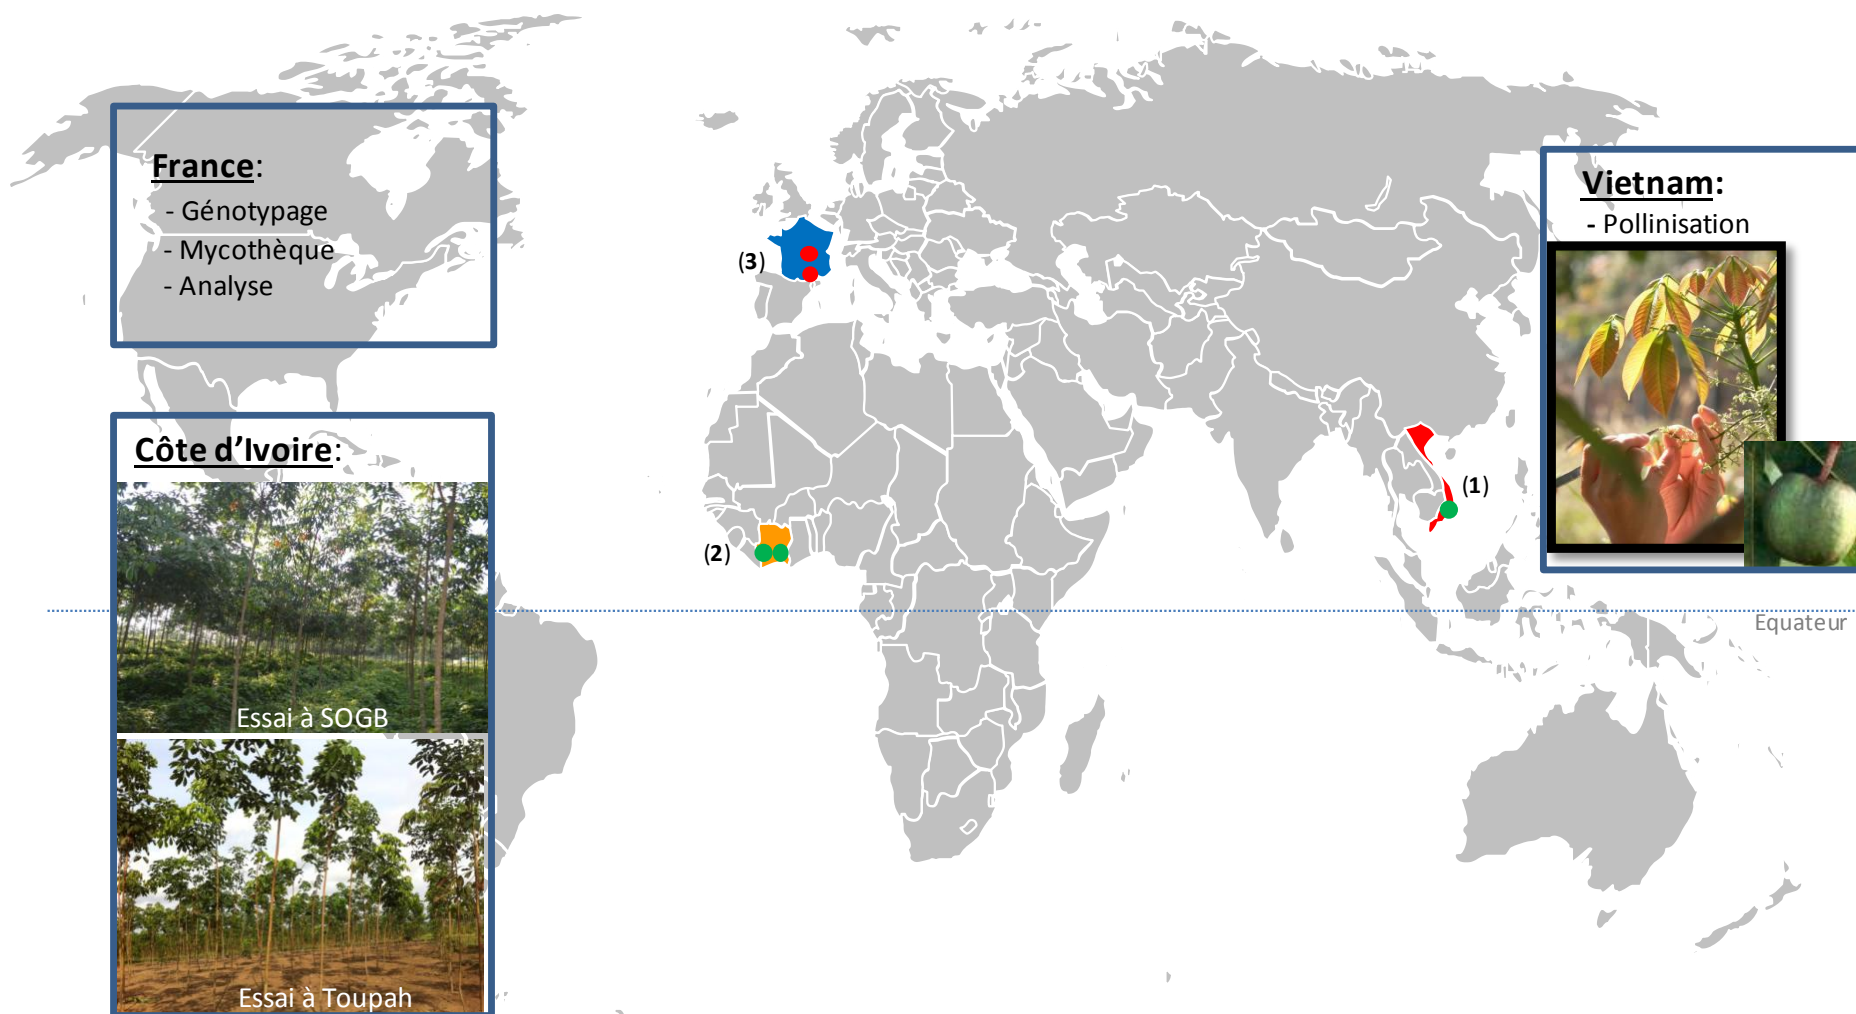 France:
- Génotypage
- Mycothèque
- Analyse
(3)
Vietnam:
- Pollinisation
Côte d’Ivoire:
(1)
(2)
Equateur
Essai à SOGB
Essai à Toupah